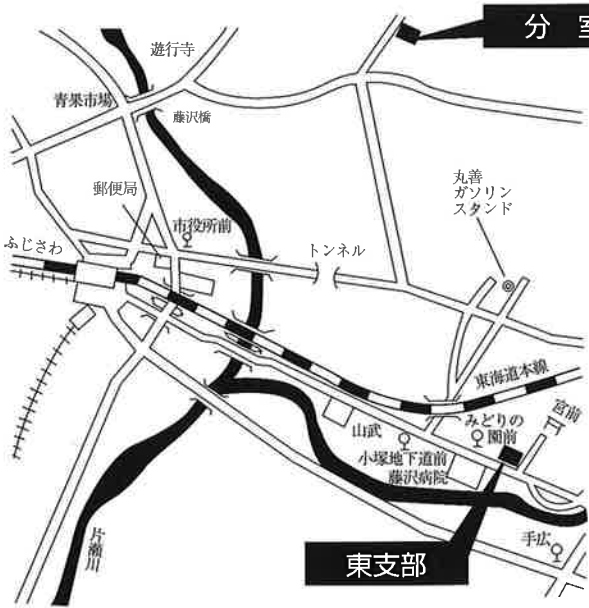 分 室
遊行寺
青果市場
藤沢橋
郵便局
丸善
ガソリン
スタンド
市役所前
ふじさわ
トンネル
東海道本線
宮前
みどりの
園前
山武
小塚地下道前
藤沢病院
手広
東支部
片瀬川